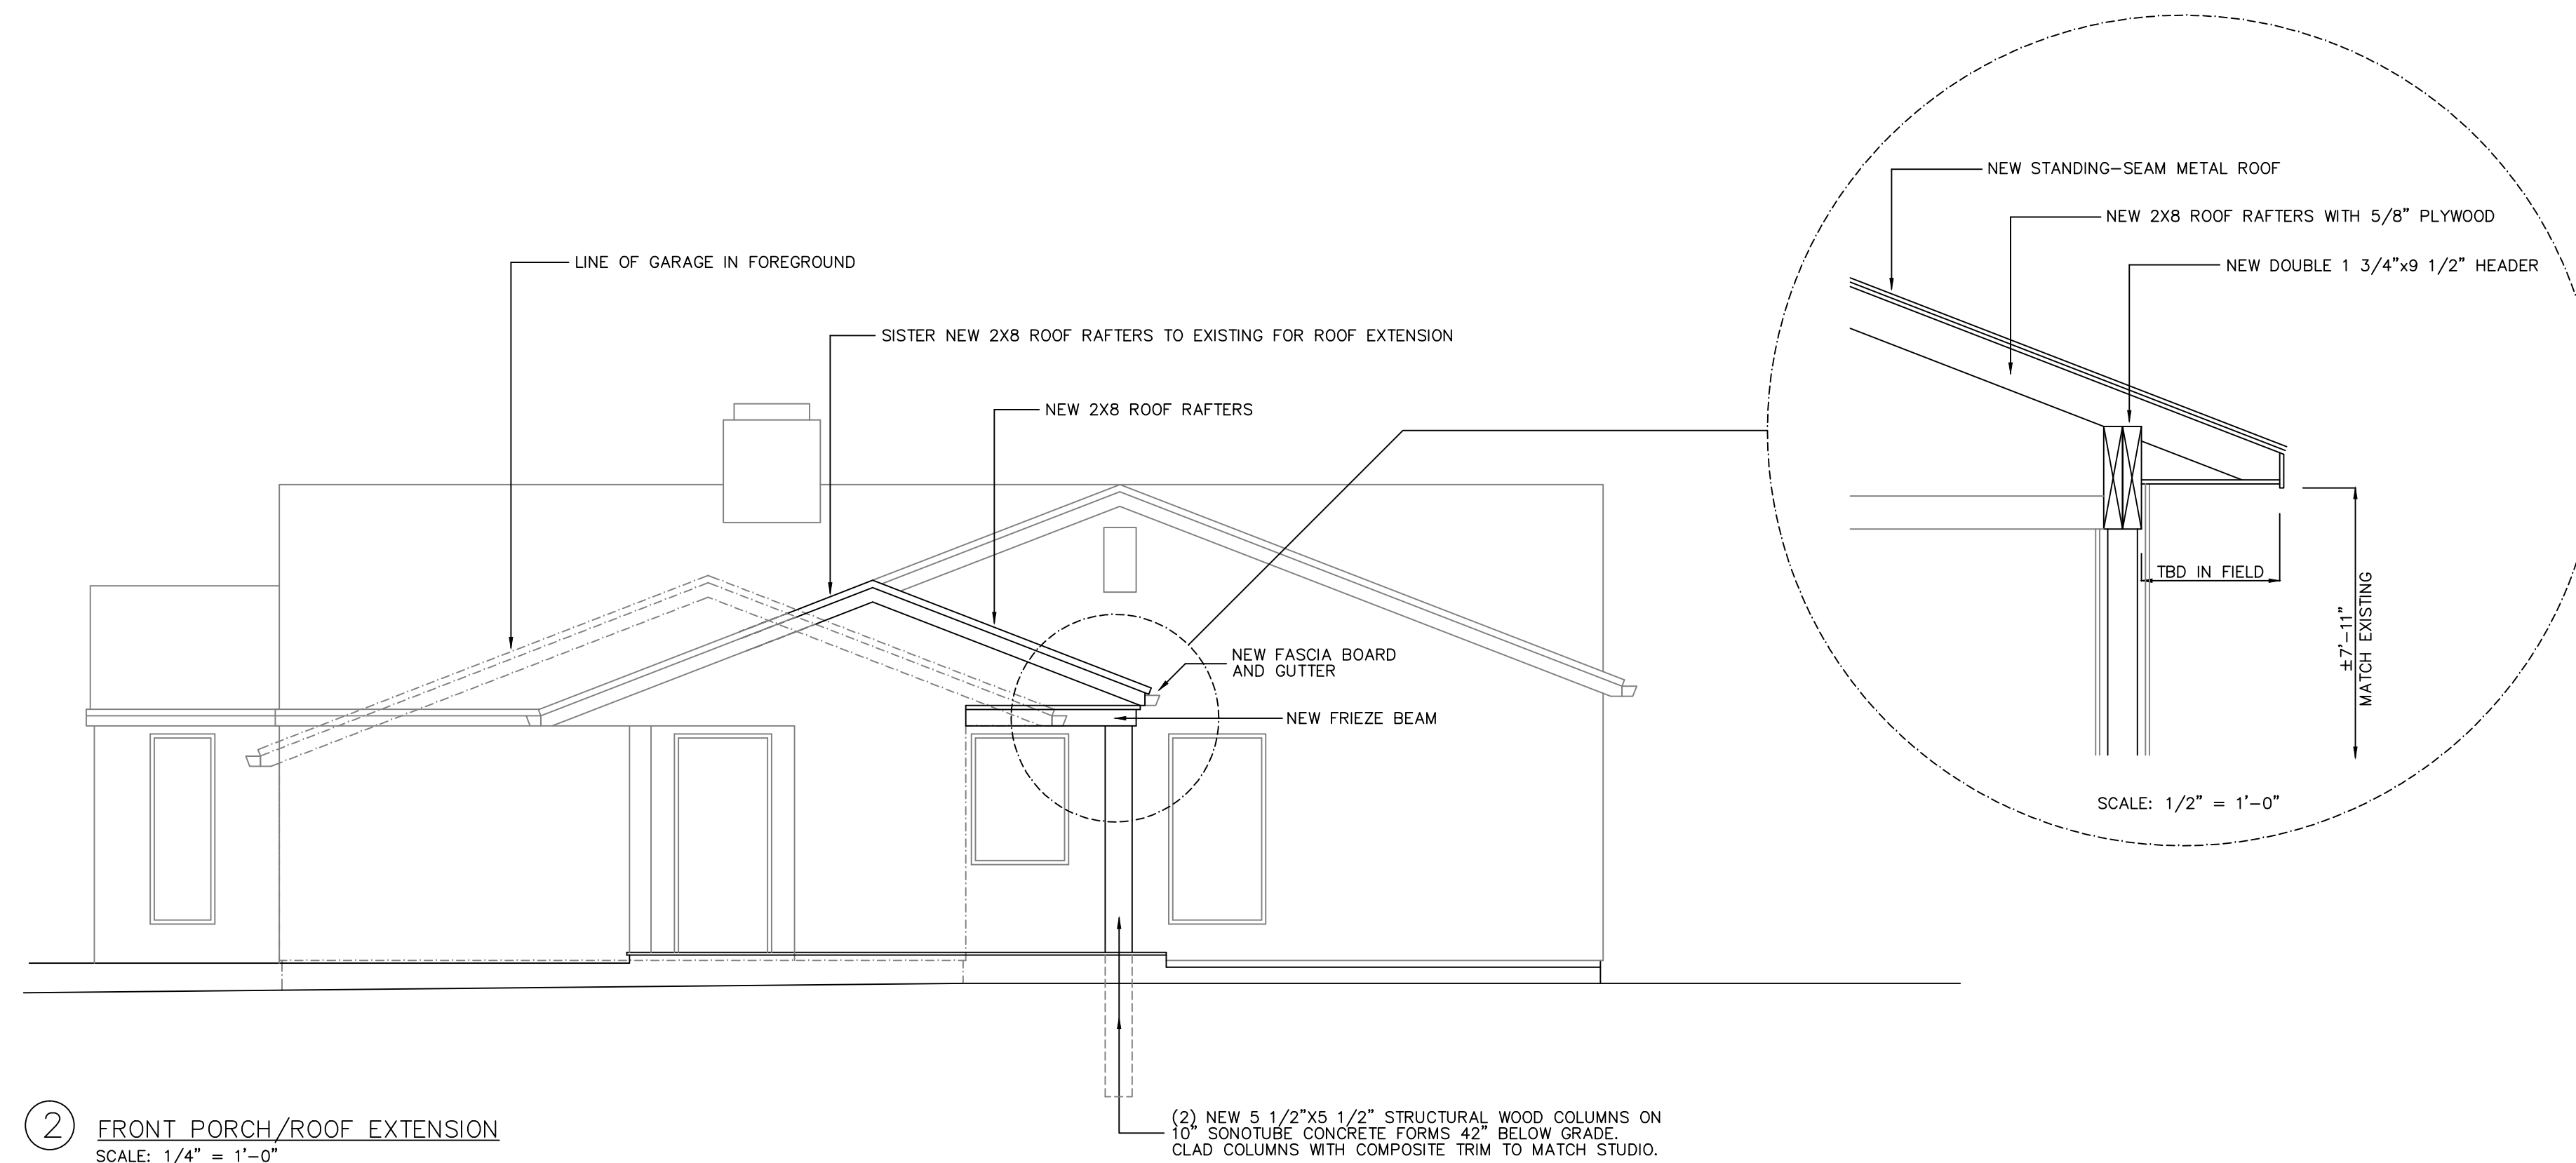 NEW STANDING-SEAM METAL ROOF
NEW 2X8 ROOF RAFTERS WITH 5/8" PLYWOOD
NEW DOUBLE 1 3/4"x9 1/2" HEADER
LINE OF GARAGE IN FOREGROUND
SISTER NEW 2X8 ROOF RAFTERS TO EXISTING FOR ROOF EXTENSION
NEW 2X8 ROOF RAFTERS
TBD IN FIELD
±7'-11"
MATCH EXISTING
NEW FASCIA BOARD
AND GUTTER
NEW FRIEZE BEAM
SCALE: 1/2" = 1'-0"
(2) NEW 5 1/2"X5 1/2" STRUCTURAL WOOD COLUMNS ON
10" SONOTUBE CONCRETE FORMS 42" BELOW GRADE.
CLAD COLUMNS WITH COMPOSITE TRIM TO MATCH STUDIO.
2
FRONT PORCH/ROOF EXTENSION
SCALE: 1/4" = 1'-0"